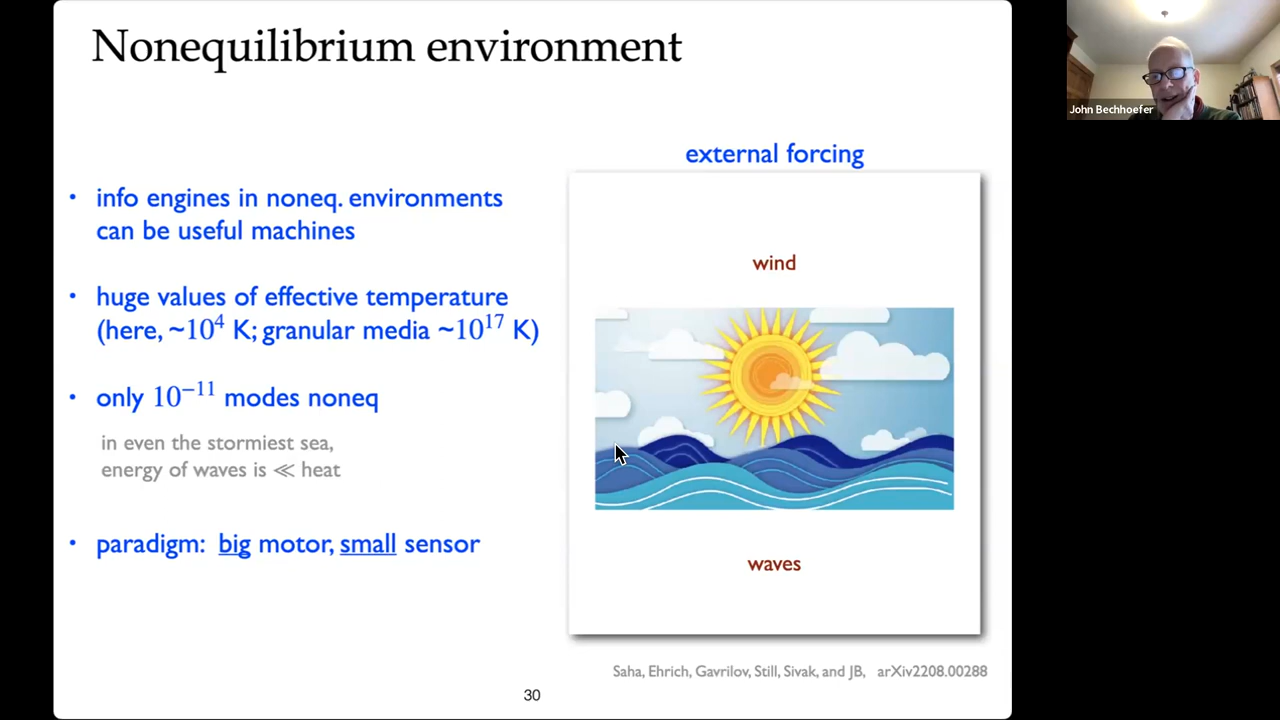 Nonequilibrium environment
external forcing
• info engines in noneq. environments
can be useful machines
• huge values of effective temperature
(here, ~10⁴ K; granular media ~10¹⁷ K)
• only 10⁻¹¹ modes noneq
in even the stormiest sea,
energy of waves is ≪ heat
• paradigm: big motor, small sensor
wind
waves
Saha, Ehrich, Gavrilov, Still, Sivak, and JB, arXiv2208.00288
30
John Bechhoefer